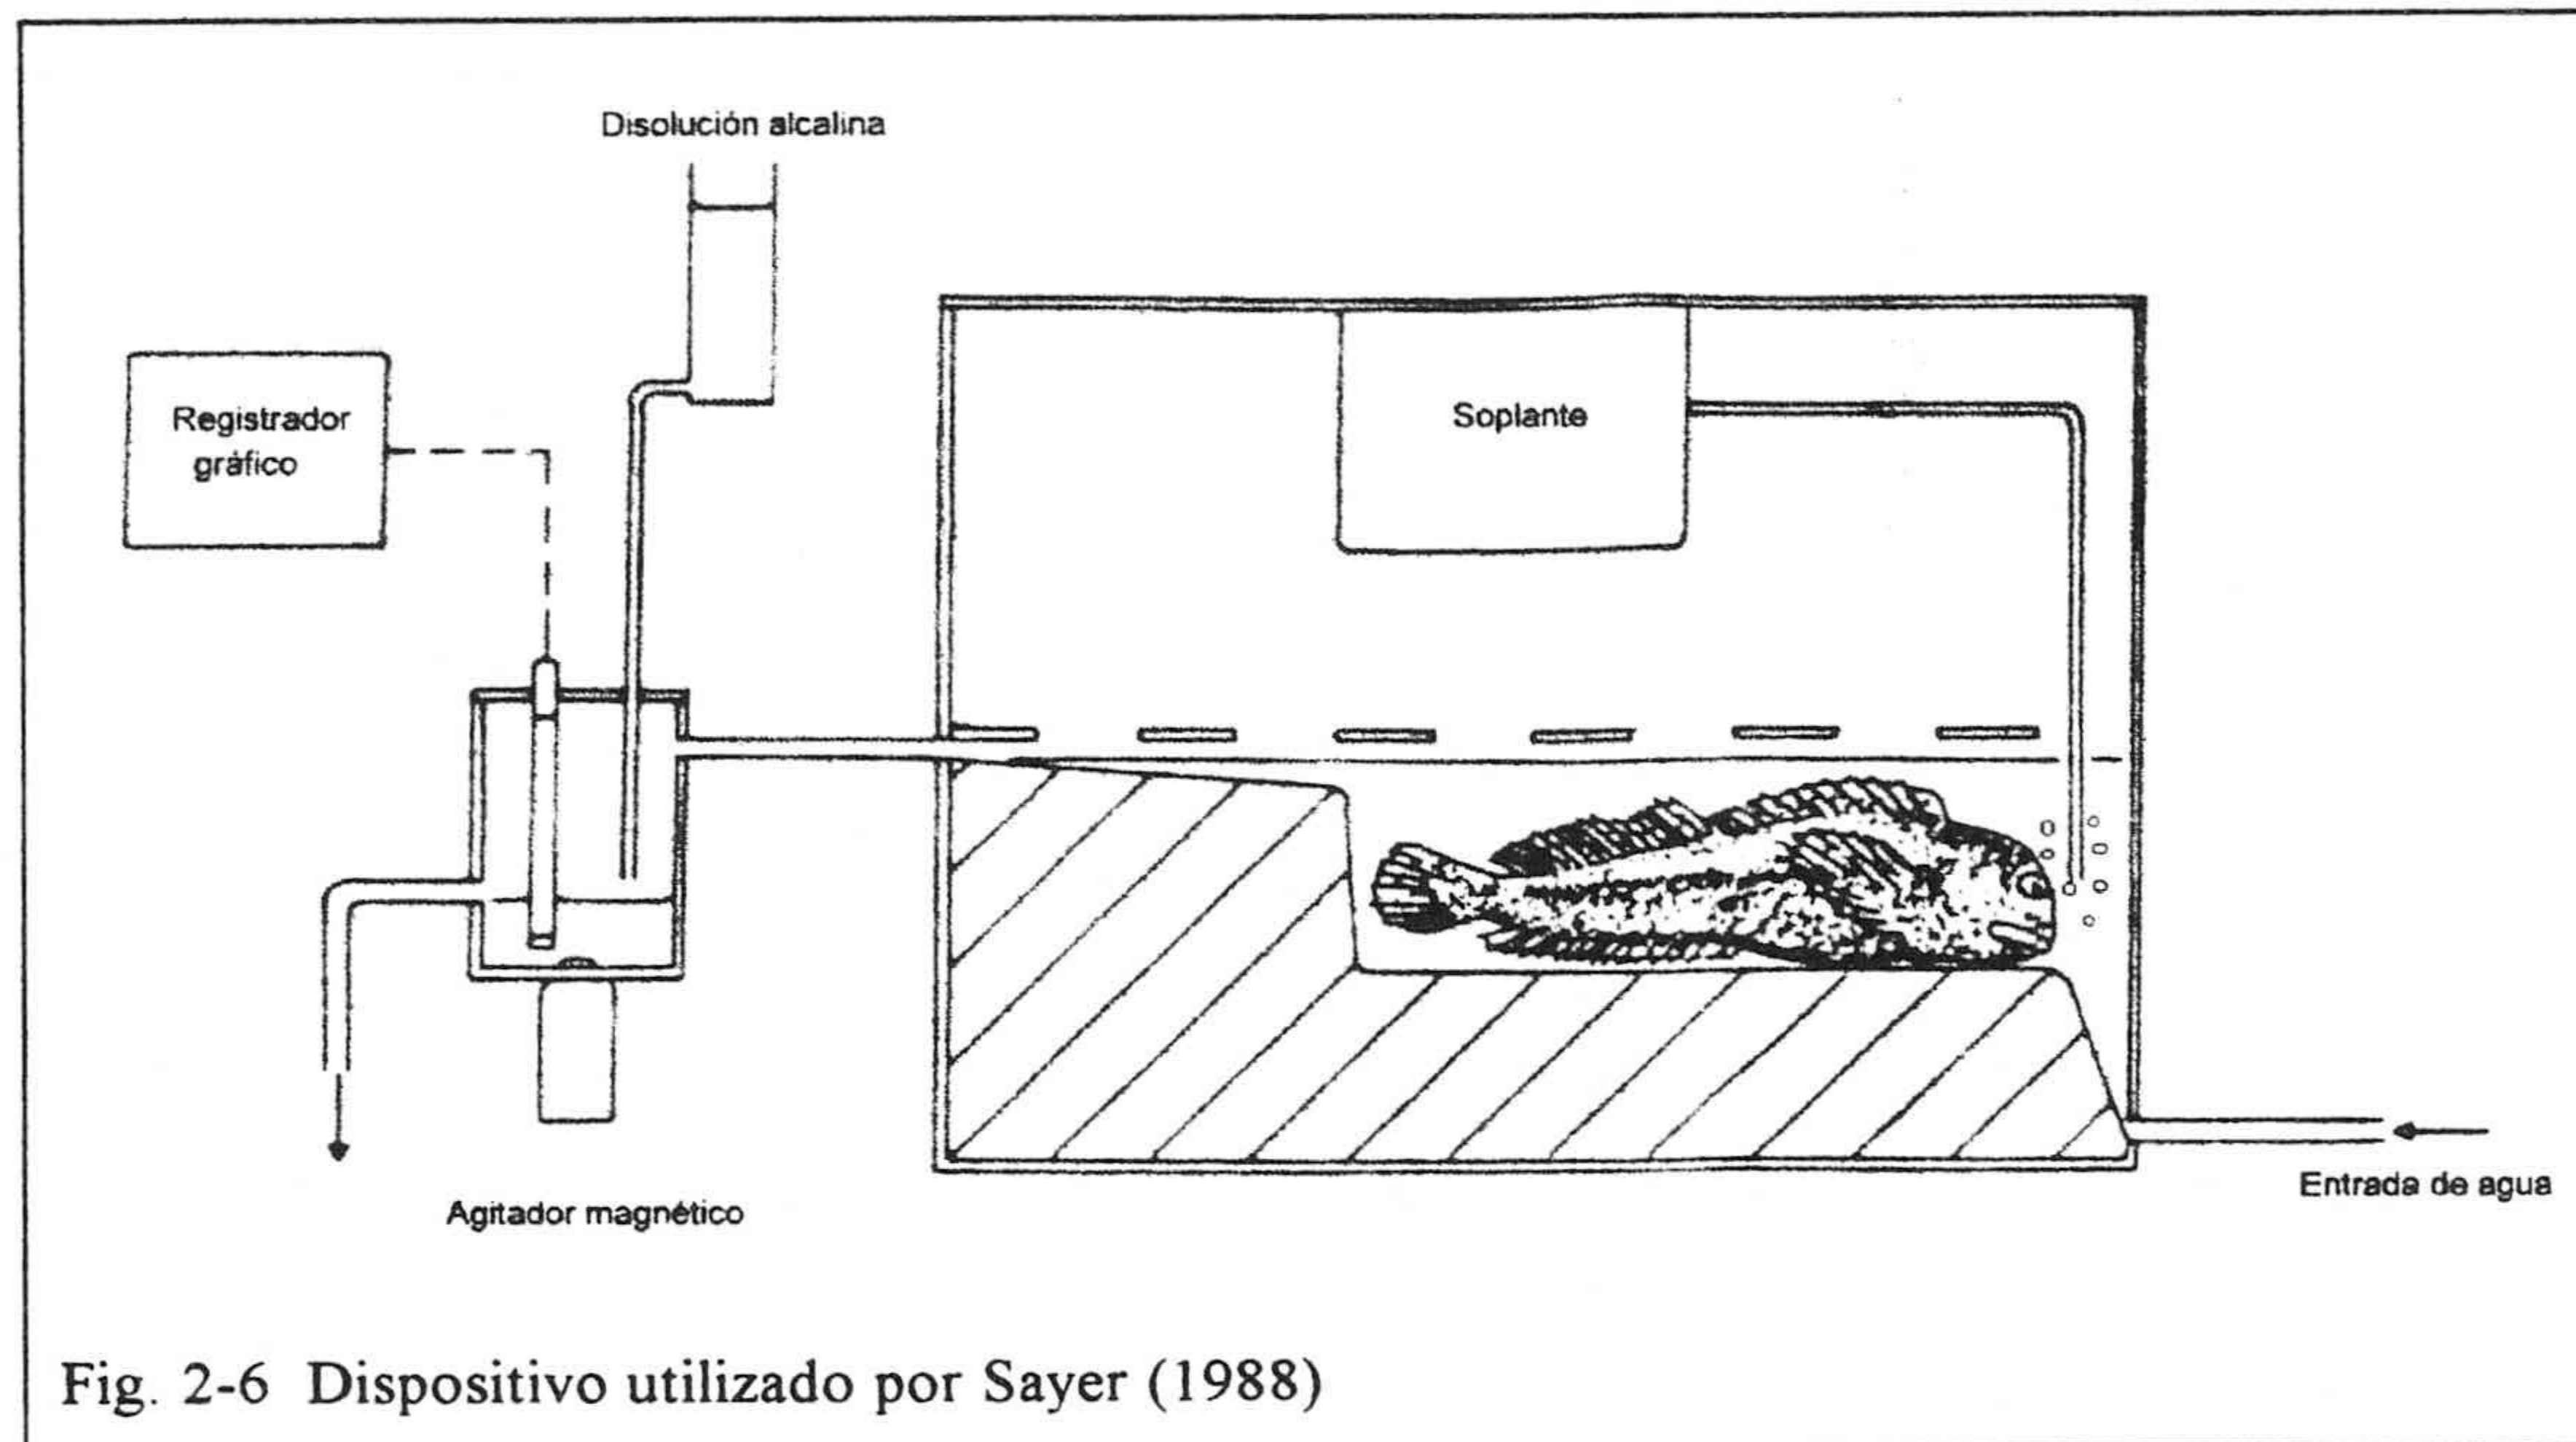 Disolución alcalina
Registrador
gráfico
Soplante
Entrada de agua
Agitador magnético
Fig. 2-6 Dispositivo utilizado por Sayer (1988)